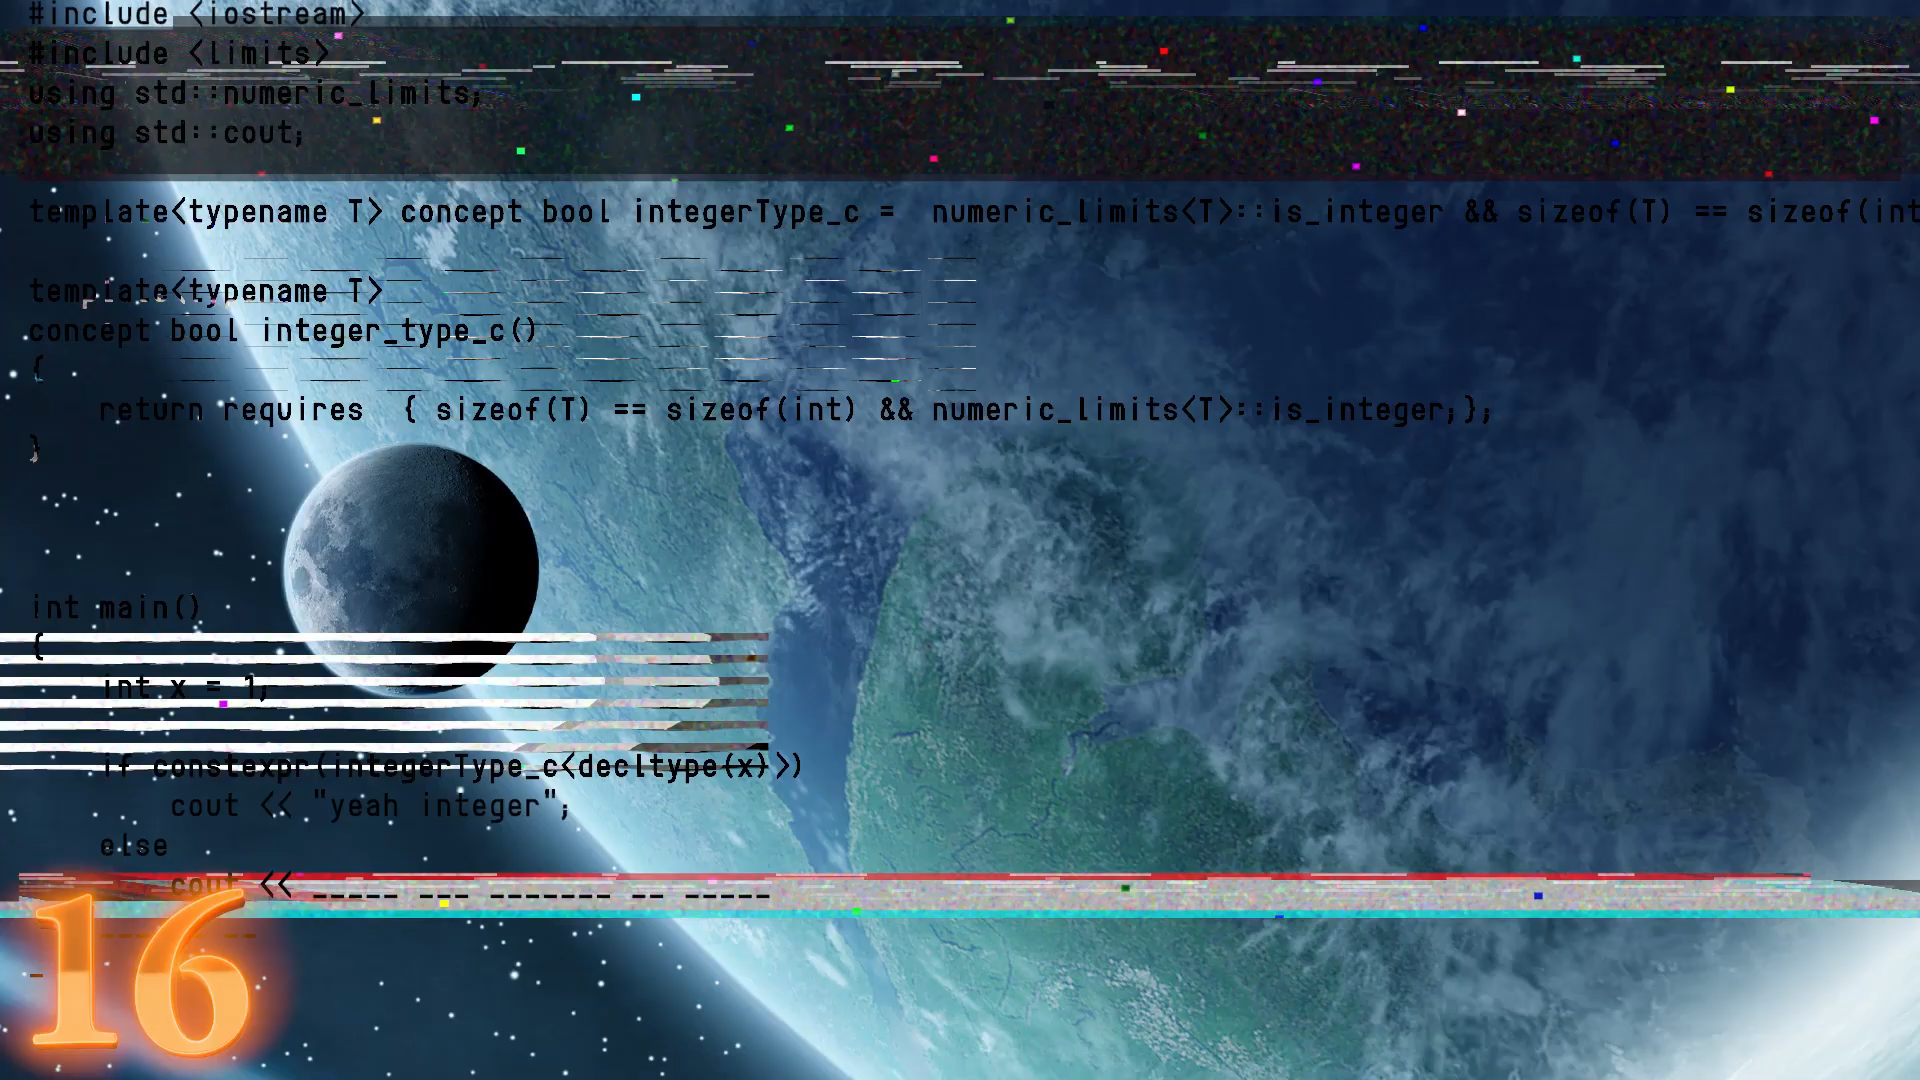 #include <iostream>
#include <limits>
using std::numeric_limits;
using std::cout;
template<typename T> concept bool integerType_c =  numeric_limits<T>::is_integer && sizeof(T) == sizeof(int
template<typename T>
concept bool integer_type_c()
{
    return requires  { sizeof(T) == sizeof(int) && numeric_limits<T>::is_integer;};
}
int main()
{
    int x = 1;
    if constexpr(integerType_c<decltype(x)>)
        cout << "yeah integer";
    else
        cout <<
16